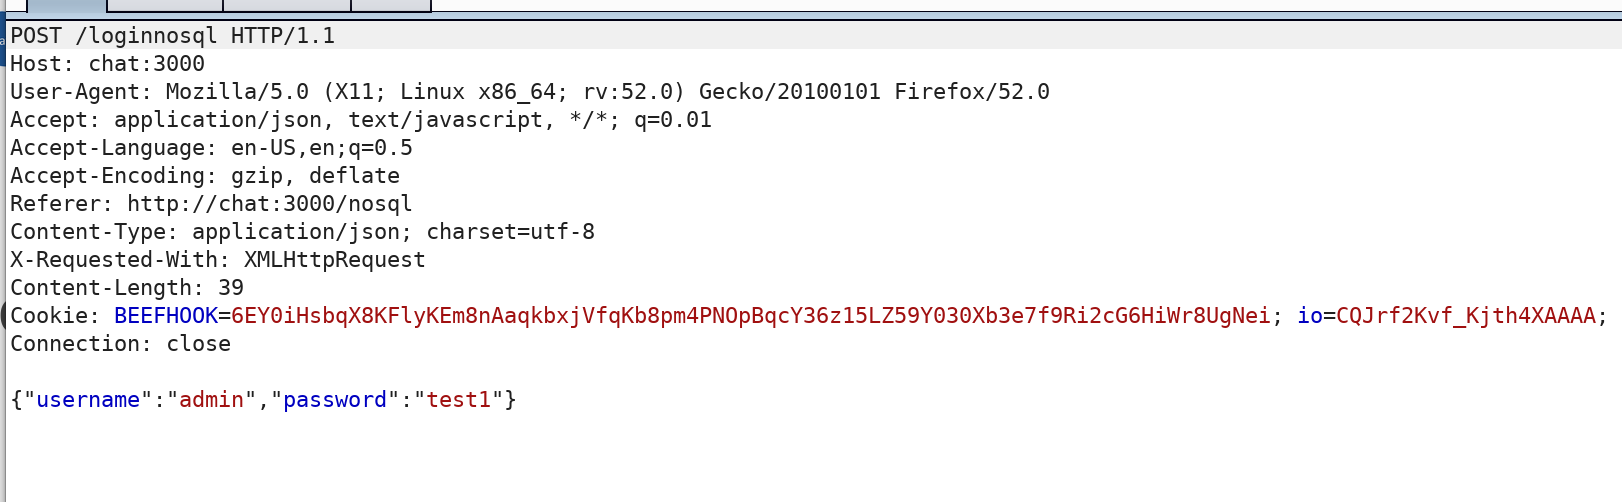 POST /loginnosql HTTP/1.1
Host: chat:3000
User-Agent: Mozilla/5.0 (X11; Linux x86_64; rv:52.0) Gecko/20100101 Firefox/52.0
Accept: application/json, text/javascript, */*; q=0.01
Accept-Language: en-US,en;q=0.5
Accept-Encoding: gzip, deflate
Referer: http://chat:3000/nosql
Content-Type: application/json; charset=utf-8
X-Requested-With: XMLHttpRequest
Content-Length: 39
Cookie: BEEFHOOK=6EY0iHsbqX8KFlyKEm8nAaqkbxjVfqKb8pm4PNOpBqcY36z15LZ59Y030Xb3e7f9Ri2cG6HiWr8UgNei; io=CQJrf2Kvf_Kjth4XAAAA;
Connection: close
{"username":"admin","password":"test1"}